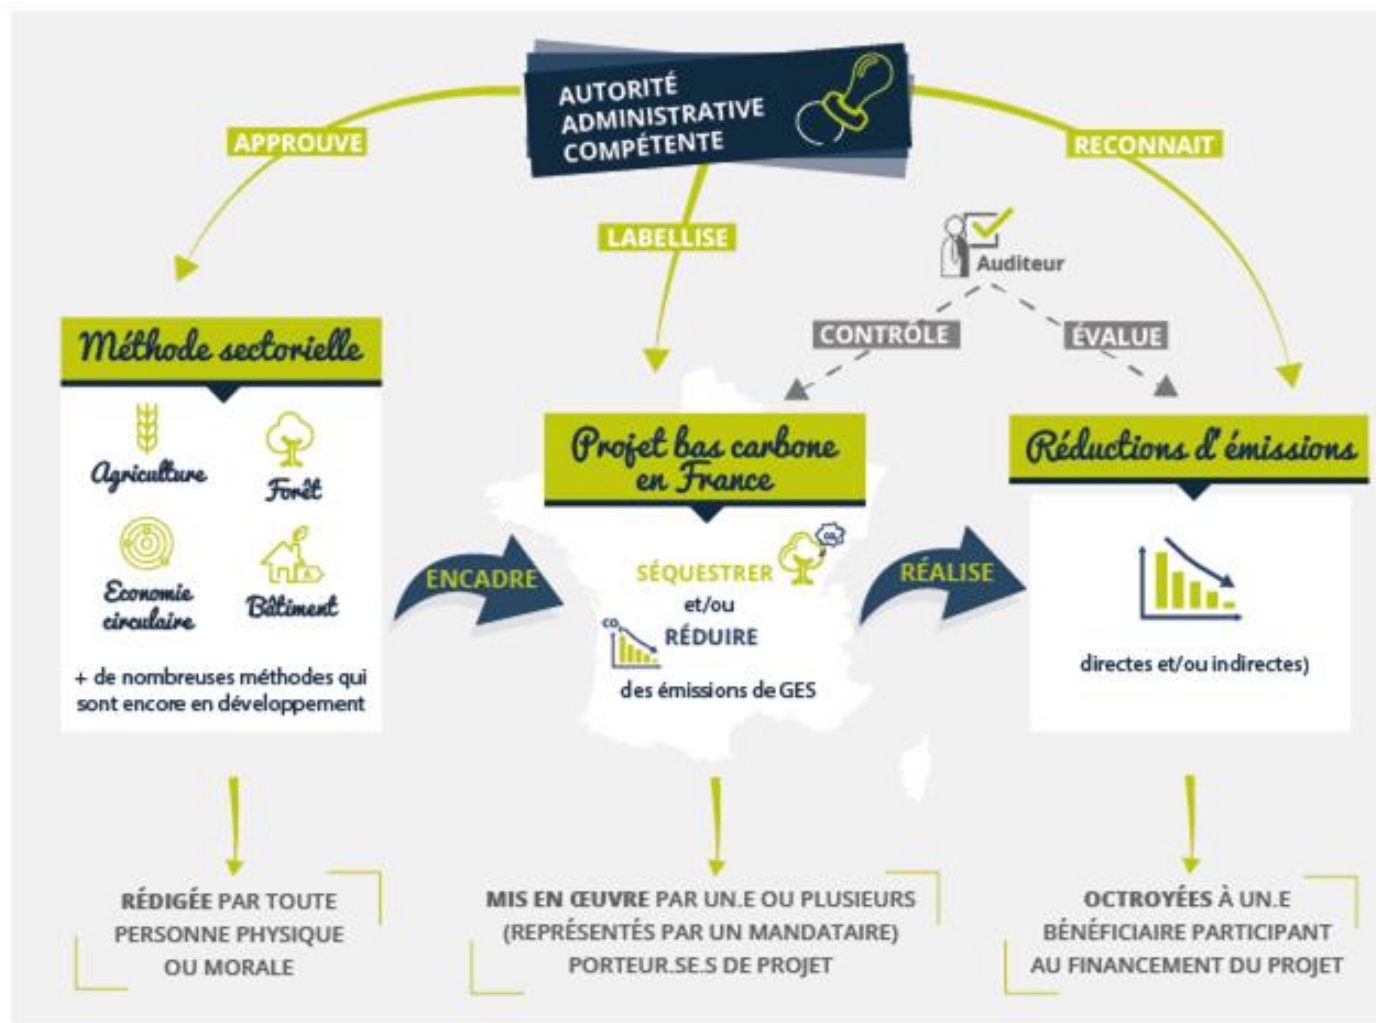 AUTORITÉ
ADMINISTRATIVE
COMPÉTENTE
APPROUVE
LABELLISE
RECONNAIT
Auditeur
CONTRÔLE
ÉVALUE
Méthode sectorielle
Agriculture
Forêt
Economie
circulaire
Bâtiment
+ de nombreuses méthodes qui
sont encore en développement
ENCADRE
Projet bas carbone
en France
SÉQUESTRER
CO₂
et/ou
CO₂
RÉDUIRE
des émissions de GES
RÉALISE
Réductions d'émissions
directes et/ou indirectes)
RÉDIGÉE PAR TOUTE
PERSONNE PHYSIQUE
OU MORALE
MIS EN ŒUVRE PAR UN.E OU PLUSIEURS
(REPRÉSENTÉS PAR UN MANDATAIRE)
PORTEUR.SE.S DE PROJET
OCTROYÉES À UN.E
BÉNÉFICIAIRE PARTICIPANT
AU FINANCEMENT DU PROJET